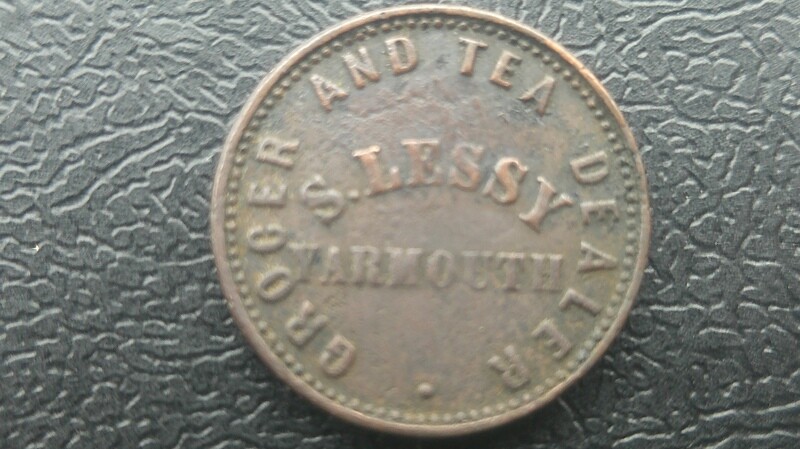 GROCER AND TEA DEALER
S. LESSY
YARMOUTH